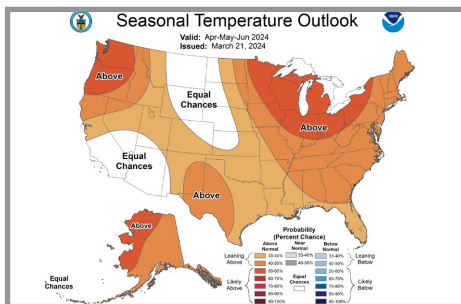 Seasonal Temperature Outlook
Valid: Apr-May-Jun 2024
Issued: March 21, 2024
Above
Equal
Chances
Above
Equal
Chances
Above
Above
Equal
Chances
Probability
(Percent Chance)
Above
Normal
Near
Normal
Below
Normal
Leaning
Above
33-40%
40-50%
33-40%
40-50%
33-40%
40-50%
Leaning
Below
Likely
Above
50-60%
60-70%
70-80%
80-90%
90-100%
Equal
Chances
50-60%
60-70%
70-80%
80-90%
90-100%
Likely
Below